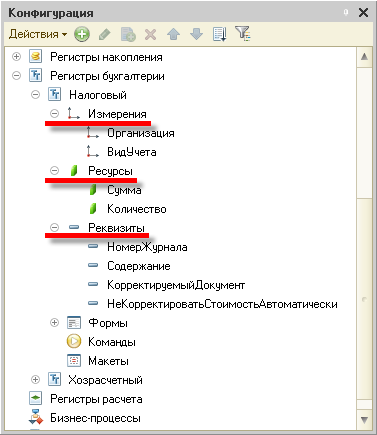 Конфигурация
Действия
Регистры накопления
Регистры бухгалтерии
Налоговый
Измерения
Организация
ВидУчета
Ресурсы
Сумма
Количество
Реквизиты
НомерЖурнала
Содержание
КорректируемыйДокумент
НеКорректироватьСтоимостьАвтоматически
Формы
Команды
Макеты
Хозрасчетный
Регистры расчета
Бизнес-процессы